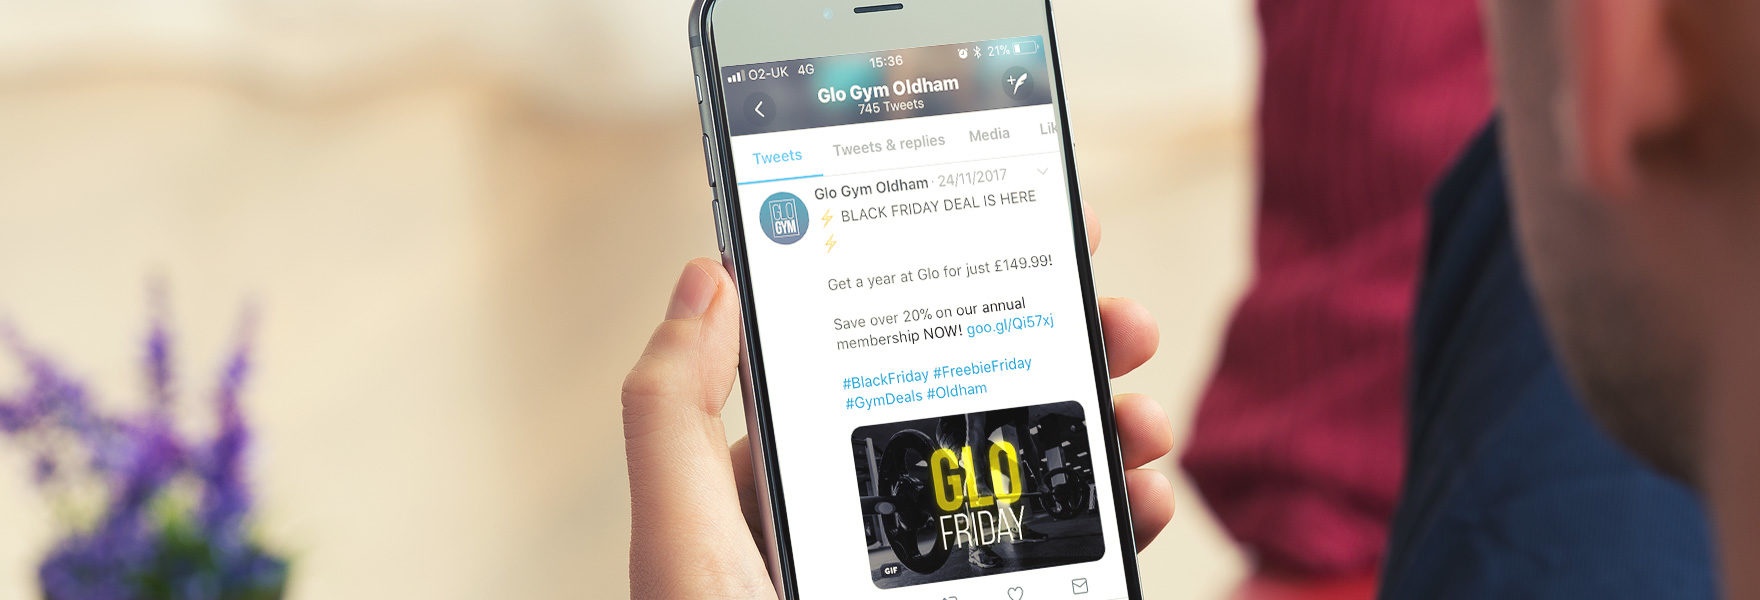 O2-UK 4G 15:36 21%
Glo Gym Oldham
745 Tweets
Tweets Tweets & replies Media Lik
Glo Gym Oldham · 24/11/2017
⚡ BLACK FRIDAY DEAL IS HERE
⚡
Get a year at Glo for just £149.99!
Save over 20% on our annual
membership NOW! goo.gl/Qi57xj
#BlackFriday #FreebieFriday
#GymDeals #Oldham
GLO
GYM
GLO
FRIDAY
GIF